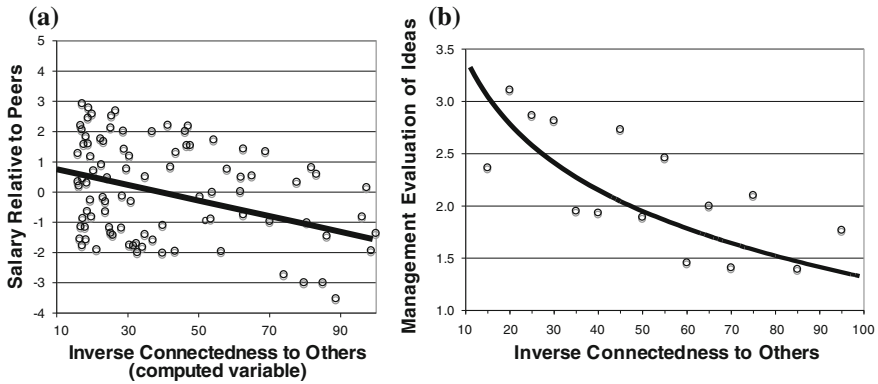 (a)
5
4
3
2
1
0
-1
-2
-3
-4
Salary Relative to Peers
10 30 50 70 90
Inverse Connectedness to Others
(computed variable)
(b)
3.5
3.0
2.5
2.0
1.5
1.0
Management Evaluation of Ideas
10 20 30 40 50 60 70 80 90 100
Inverse Connectedness to Others